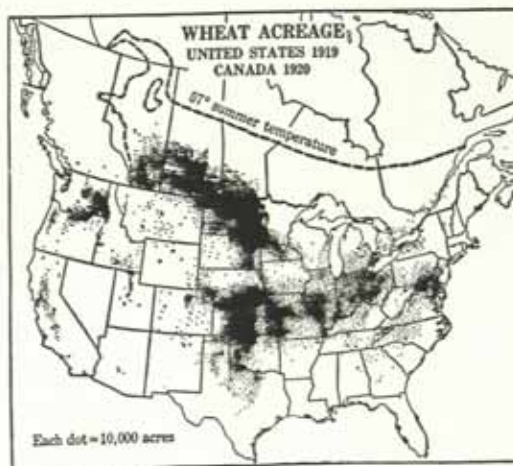 WHEAT ACREAGE
UNITED STATES 1919
CANADA 1920
57° summer temperature
Each dot = 10,000 acres